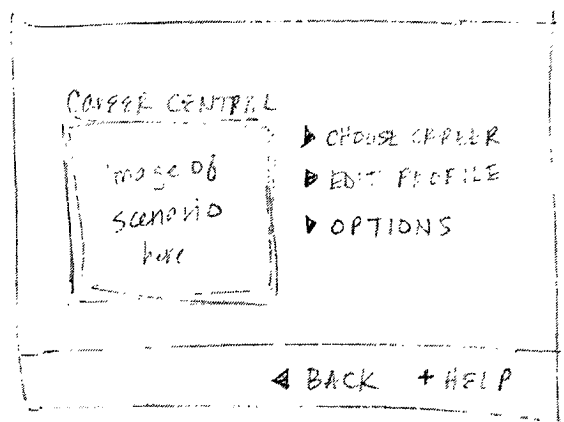 CAREER CENTRAL
image of
scenario
here
CHOOSE CAREER
EDIT PROFILE
OPTIONS
BACK + HELP